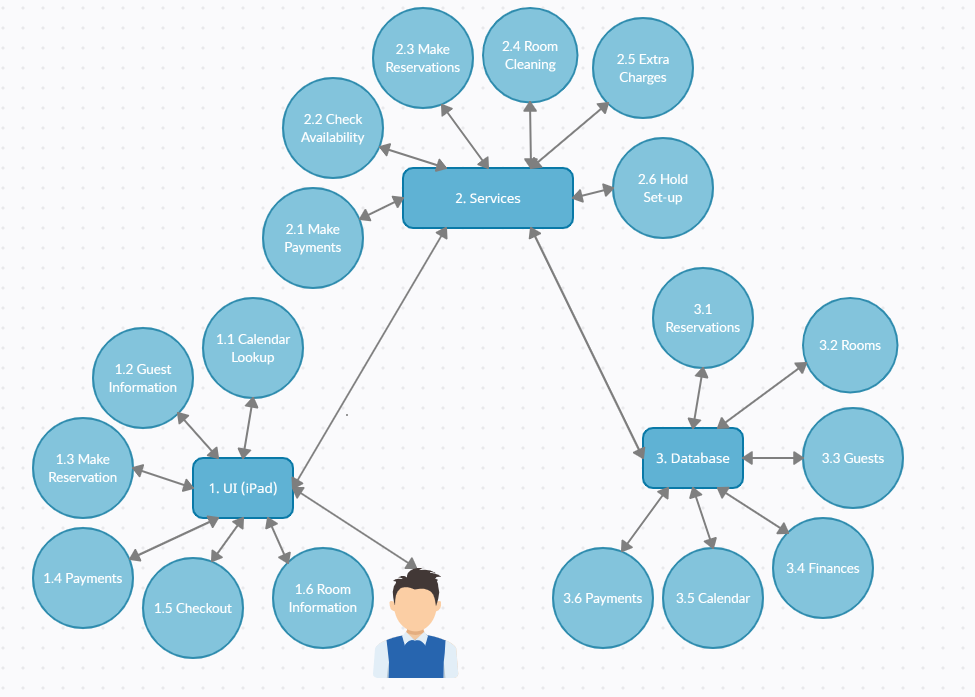 2.3 Make
Reservations
2.4 Room
Cleaning
2.5 Extra
Charges
2.2 Check
Availability
2.6 Hold
Set-up
2. Services
2.1 Make
Payments
3.1
Reservations
3.2 Rooms
1.1 Calendar
Lookup
1.2 Guest
Information
1.3 Make
Reservation
1. UI (iPad)
3. Database
3.3 Guests
1.4 Payments
1.5 Checkout
1.6 Room
Information
3.4 Finances
3.6 Payments
3.5 Calendar